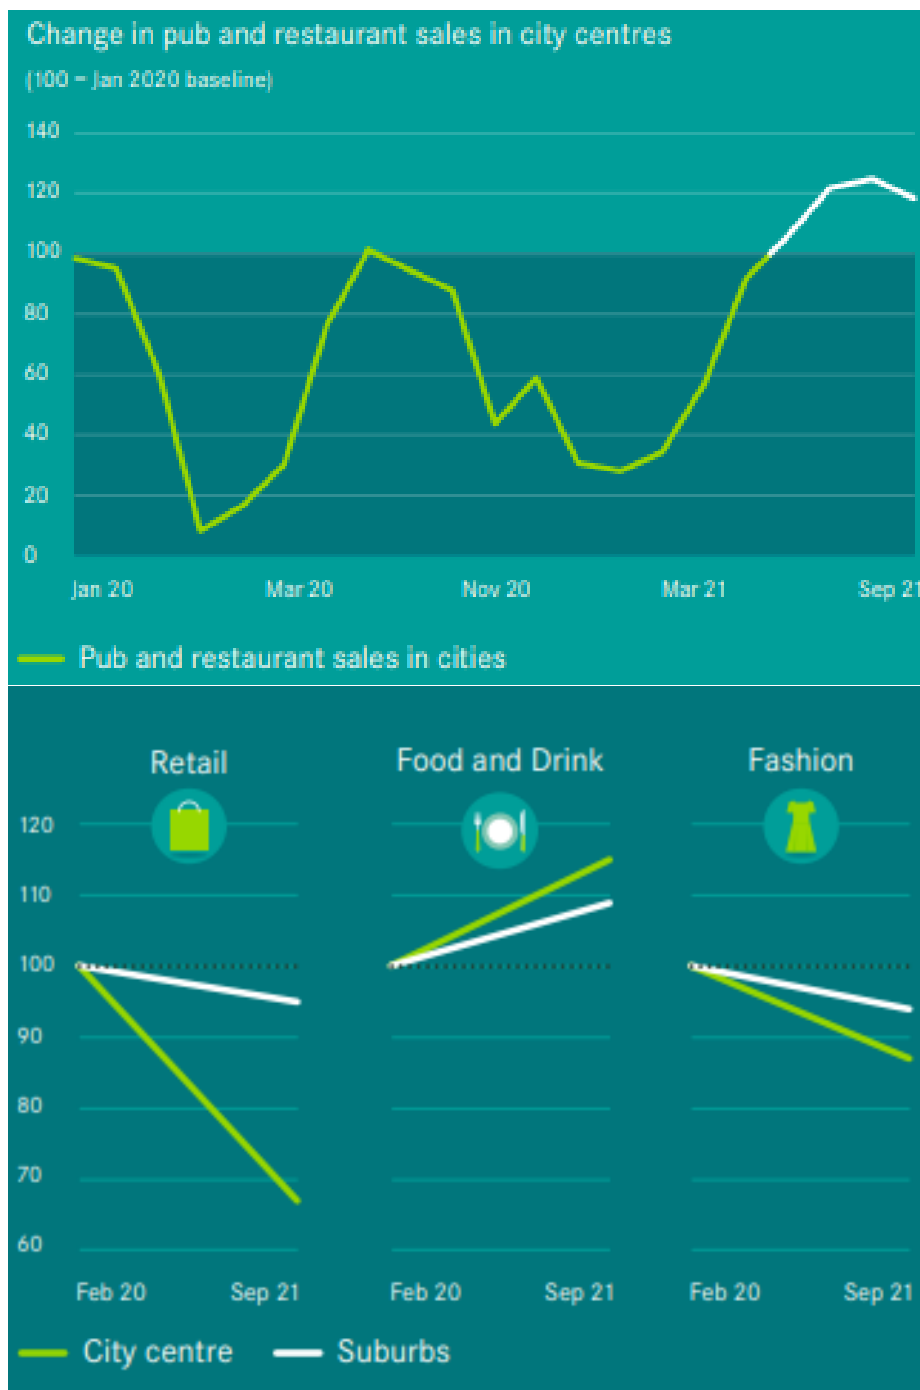 Change in pub and restaurant sales in city centres
(100 = Jan 2020 baseline)
140
120
100
80
60
40
20
0
Jan 20 Mar 20 Nov 20 Mar 21 Sep 21
Pub and restaurant sales in cities
Retail Food and Drink Fashion
120
110
100
90
80
70
60
Feb 20 Sep 21 Feb 20 Sep 21 Feb 20 Sep 21
City centre Suburbs